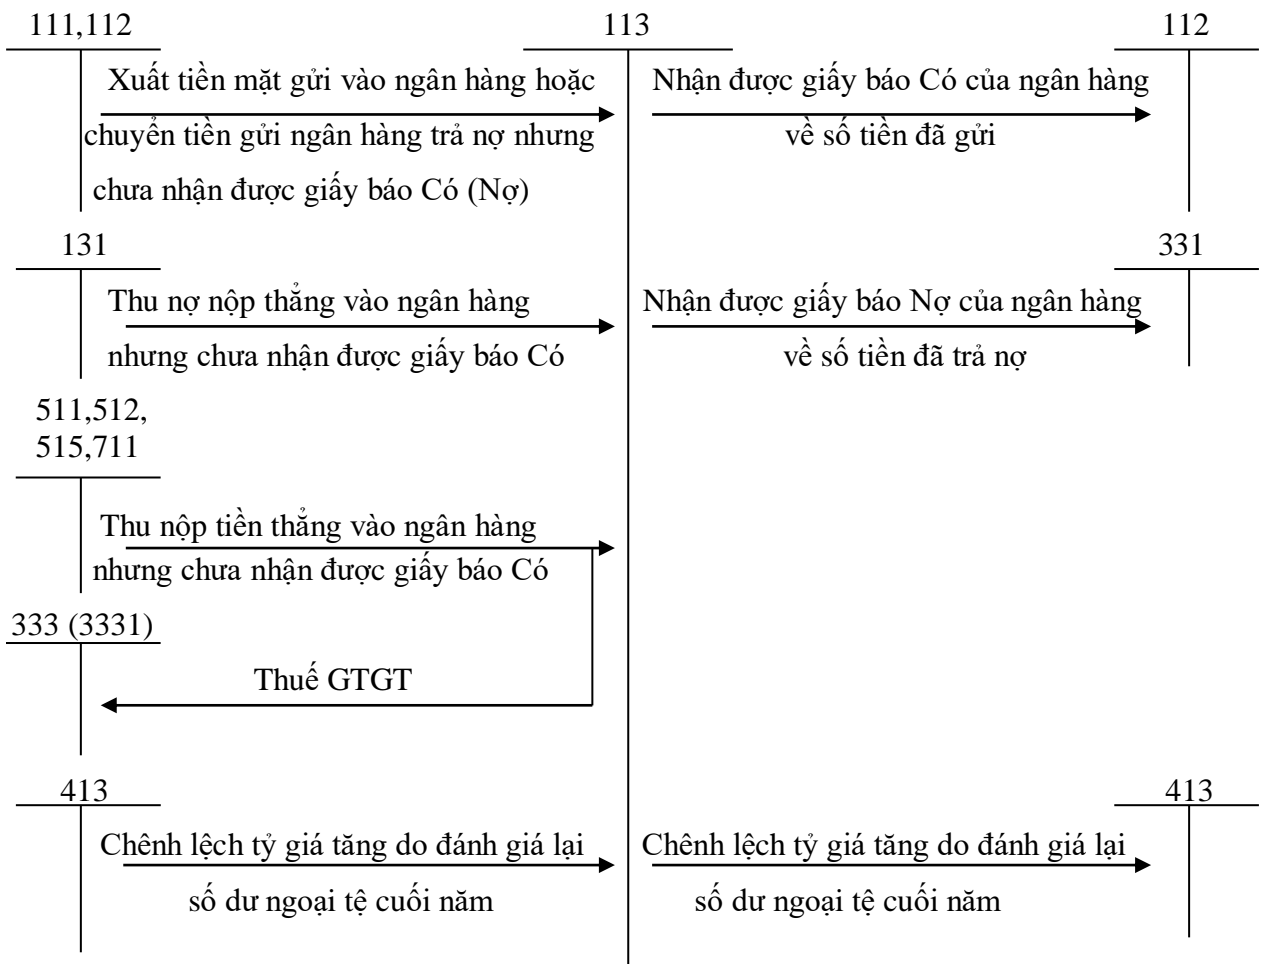 111,112
113
112
Xuất tiền mặt gửi vào ngân hàng hoặc
chuyển tiền gửi ngân hàng trả nợ nhưng
chưa nhận được giấy báo Có (Nợ)
Nhận được giấy báo Có của ngân hàng
về số tiền đã gửi
131
331
Thu nợ nộp thẳng vào ngân hàng
nhưng chưa nhận được giấy báo Có
Nhận được giấy báo Nợ của ngân hàng
về số tiền đã trả nợ
511,512,
515,711
Thu nộp tiền thẳng vào ngân hàng
nhưng chưa nhận được giấy báo Có
333 (3331)
Thuế GTGT
413
413
Chênh lệch tỷ giá tăng do đánh giá lại
số dư ngoại tệ cuối năm
Chênh lệch tỷ giá tăng do đánh giá lại
số dư ngoại tệ cuối năm